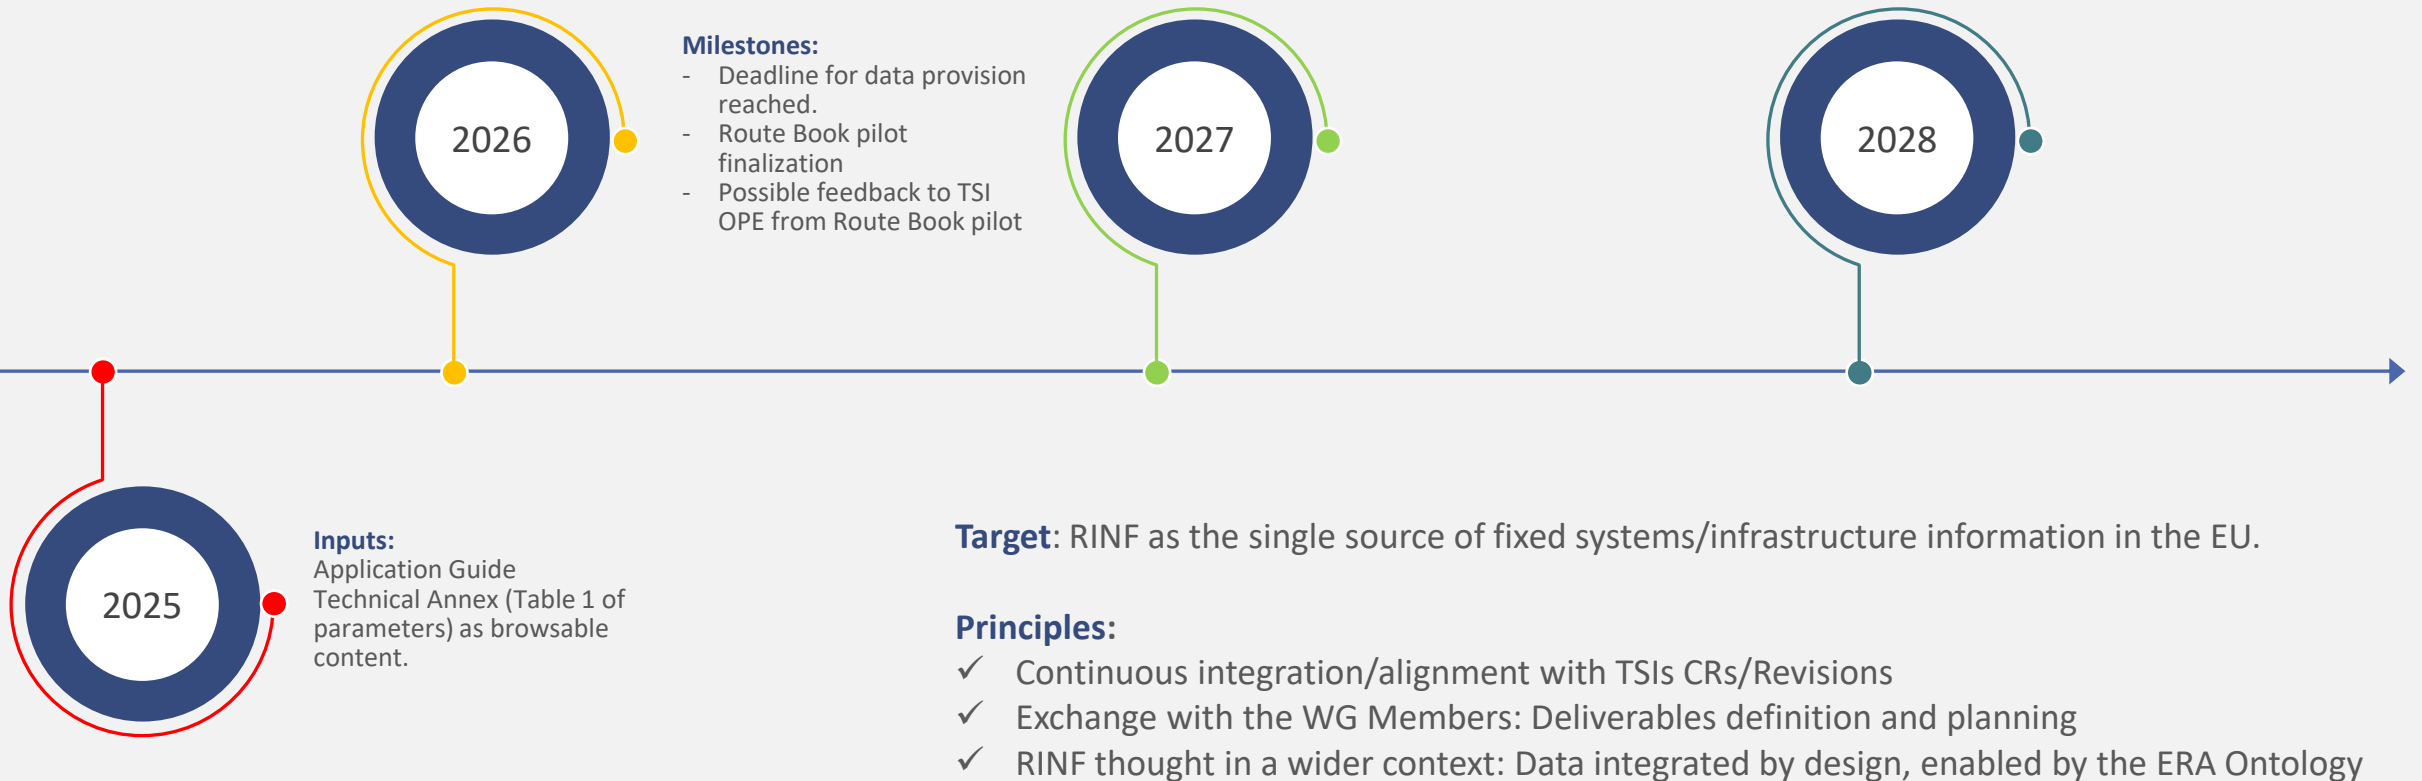 2026
Milestones:
- Deadline for data provision
reached.
- Route Book pilot
finalization
- Possible feedback to TSI
OPE from Route Book pilot
2027
2028
2025
Inputs:
Application Guide
Technical Annex (Table 1 of
parameters) as browsable
content.
Target: RINF as the single source of fixed systems/infrastructure information in the EU.
Principles:
✓ Continuous integration/alignment with TSIs CRs/Revisions
✓ Exchange with the WG Members: Deliverables definition and planning
✓ RINF thought in a wider context: Data integrated by design, enabled by the ERA Ontology